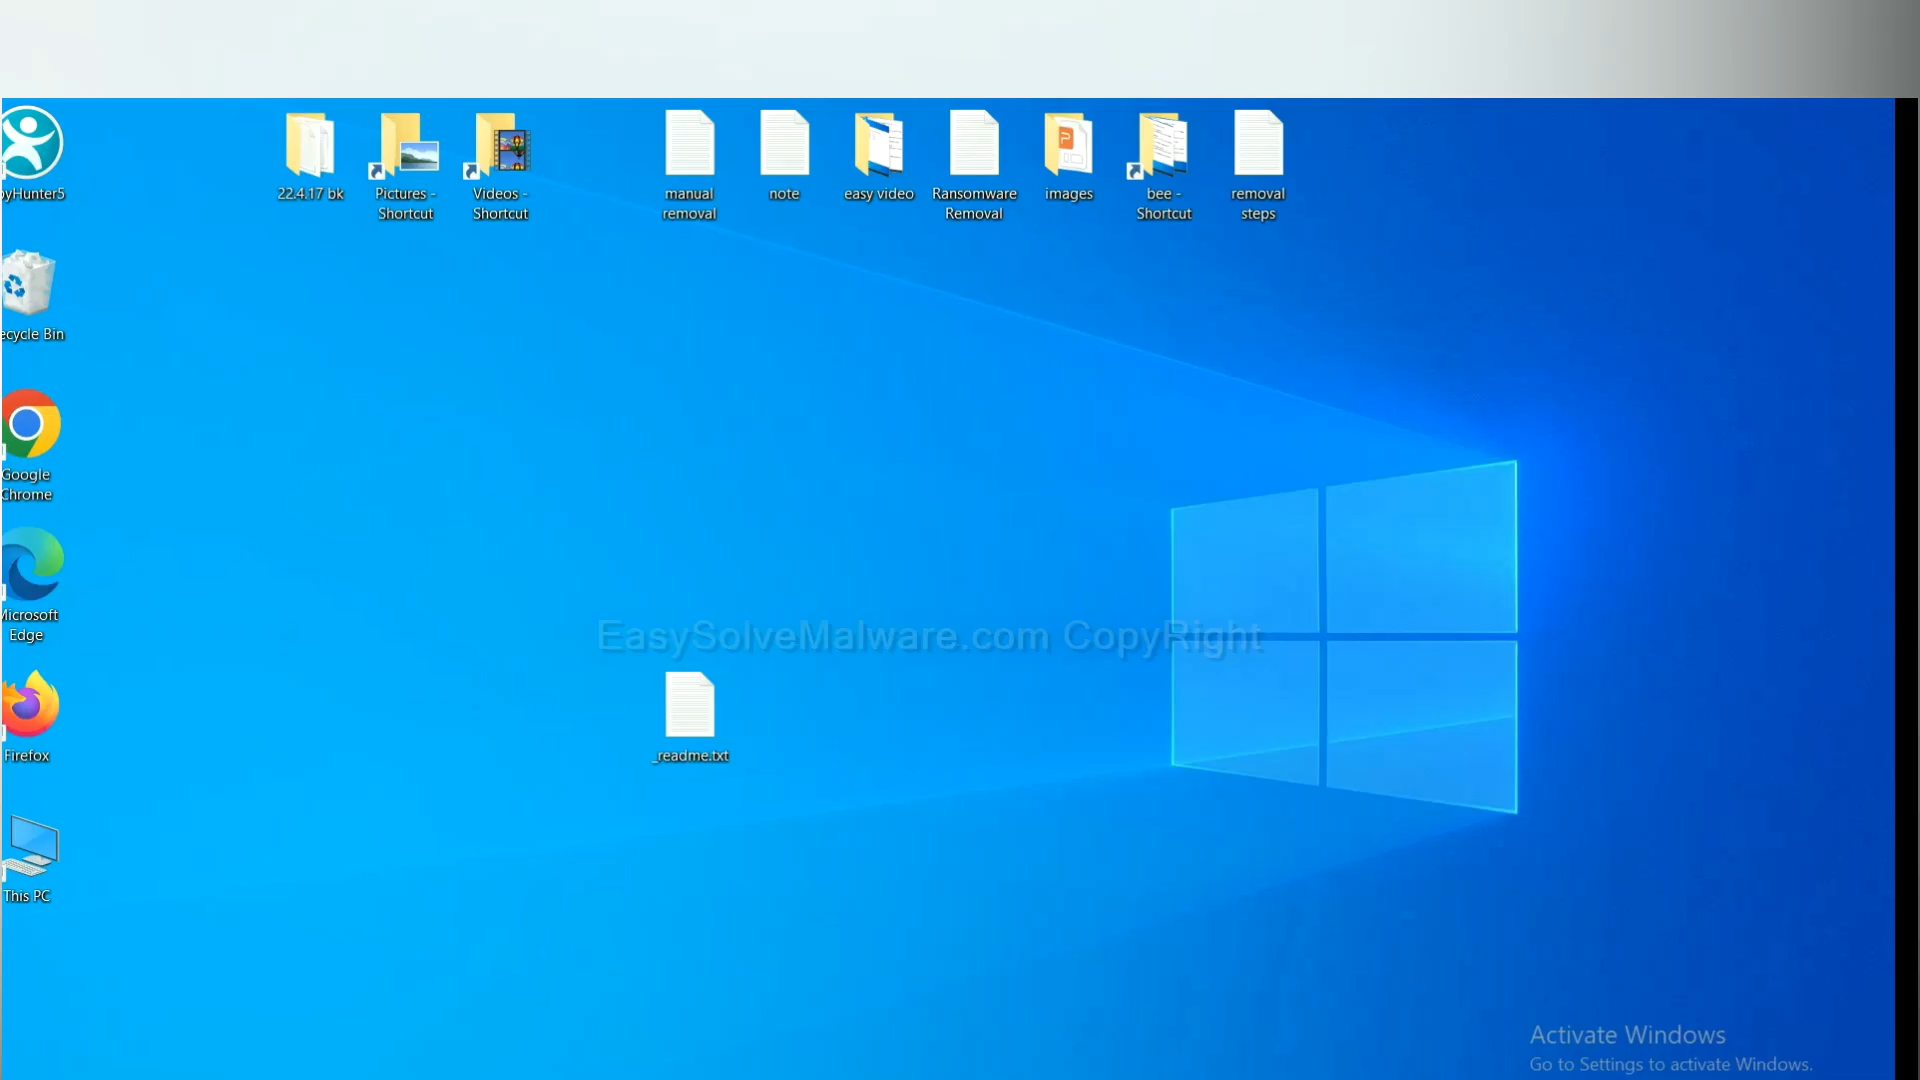 22.4.17 bk
Pictures -
Shortcut
Videos -
Shortcut
manual
removal
note
easy video
Ransomware
Removal
images
bee -
Shortcut
removal
steps
pyHunter5
ecycle Bin
Google
Chrome
Microsoft
Edge
Firefox
This PC
EasySolveMalware.com CopyRight
_readme.txt
Activate Windows
Go to Settings to activate Windows.